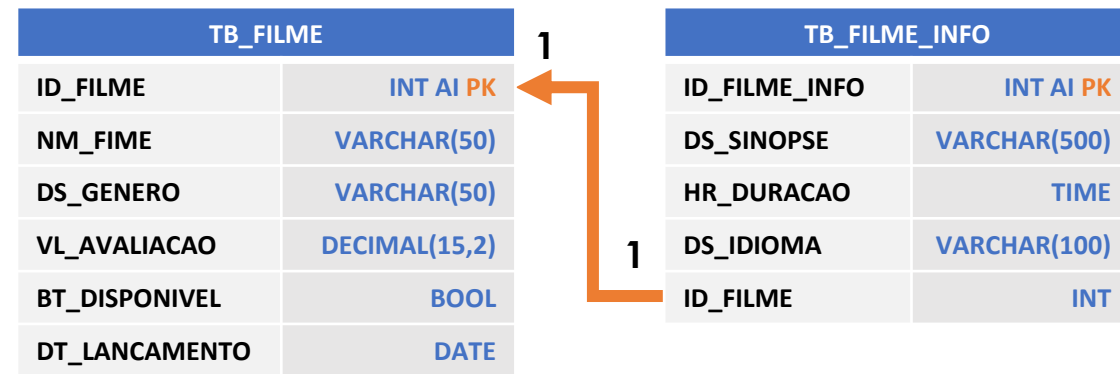 TB_FILME
ID_FILME INT AI PK
NM_FIME VARCHAR(50)
DS_GENERO VARCHAR(50)
VL_AVALIACAO DECIMAL(15,2)
BT_DISPONIVEL BOOL
DT_LANCAMENTO DATE
1
1
TB_FILME_INFO
ID_FILME_INFO INT AI PK
DS_SINOPSE VARCHAR(500)
HR_DURACAO TIME
DS_IDIOMA VARCHAR(100)
ID_FILME INT